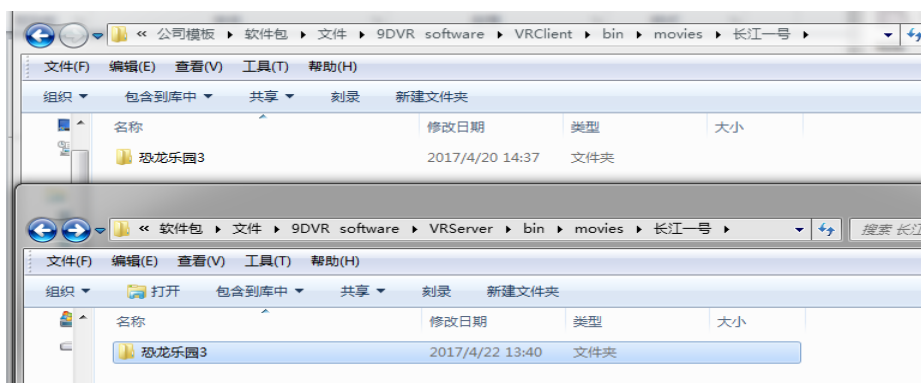 « 公司模板 ▸ 软件包 ▸ 文件 ▸ 9DVR software ▸ VRClient ▸ bin ▸ movies ▸ 长江一号 ▸
文件(F) 编辑(E) 查看(V) 工具(T) 帮助(H)
组织 ▾ 包含到库中 ▾ 共享 ▾ 刻录 新建文件夹
名称 修改日期 类型 大小
恐龙乐园3 2017/4/20 14:37 文件夹
« 软件包 ▸ 文件 ▸ 9DVR software ▸ VRServer ▸ bin ▸ movies ▸ 长江一号 ▸ 搜索 长江
文件(F) 编辑(E) 查看(V) 工具(T) 帮助(H)
组织 ▾ 打开 包含到库中 ▾ 共享 ▾ 刻录 新建文件夹
名称 修改日期 类型 大小
恐龙乐园3 2017/4/22 13:40 文件夹